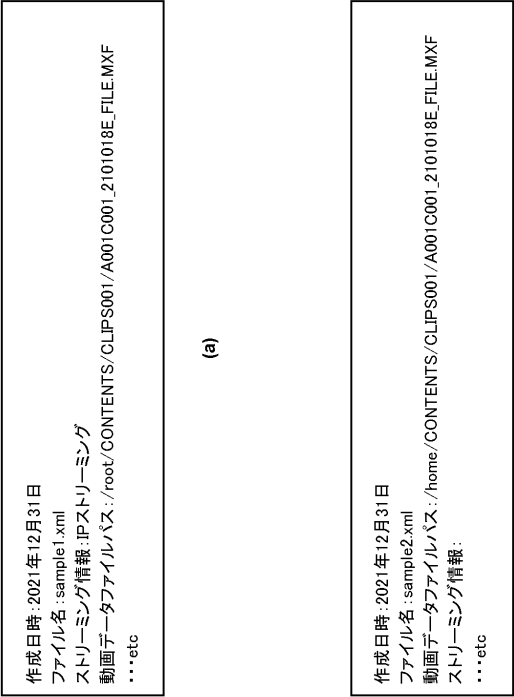 作成日時:2021年12月31日
ファイル名:sample1.xml
ストリーミング情報:IPストリーミング
動画データファイルパス:/root/CONTENTS/CLIPS001/A001C001_2101018E_FILE.MXF
・・・etc
(a)
作成日時:2021年12月31日
ファイル名:sample2.xml
動画データファイルパス:/home/CONTENTS/CLIPS001/A001C001_2101018E_FILE.MXF
ストリーミング情報:
・・・etc